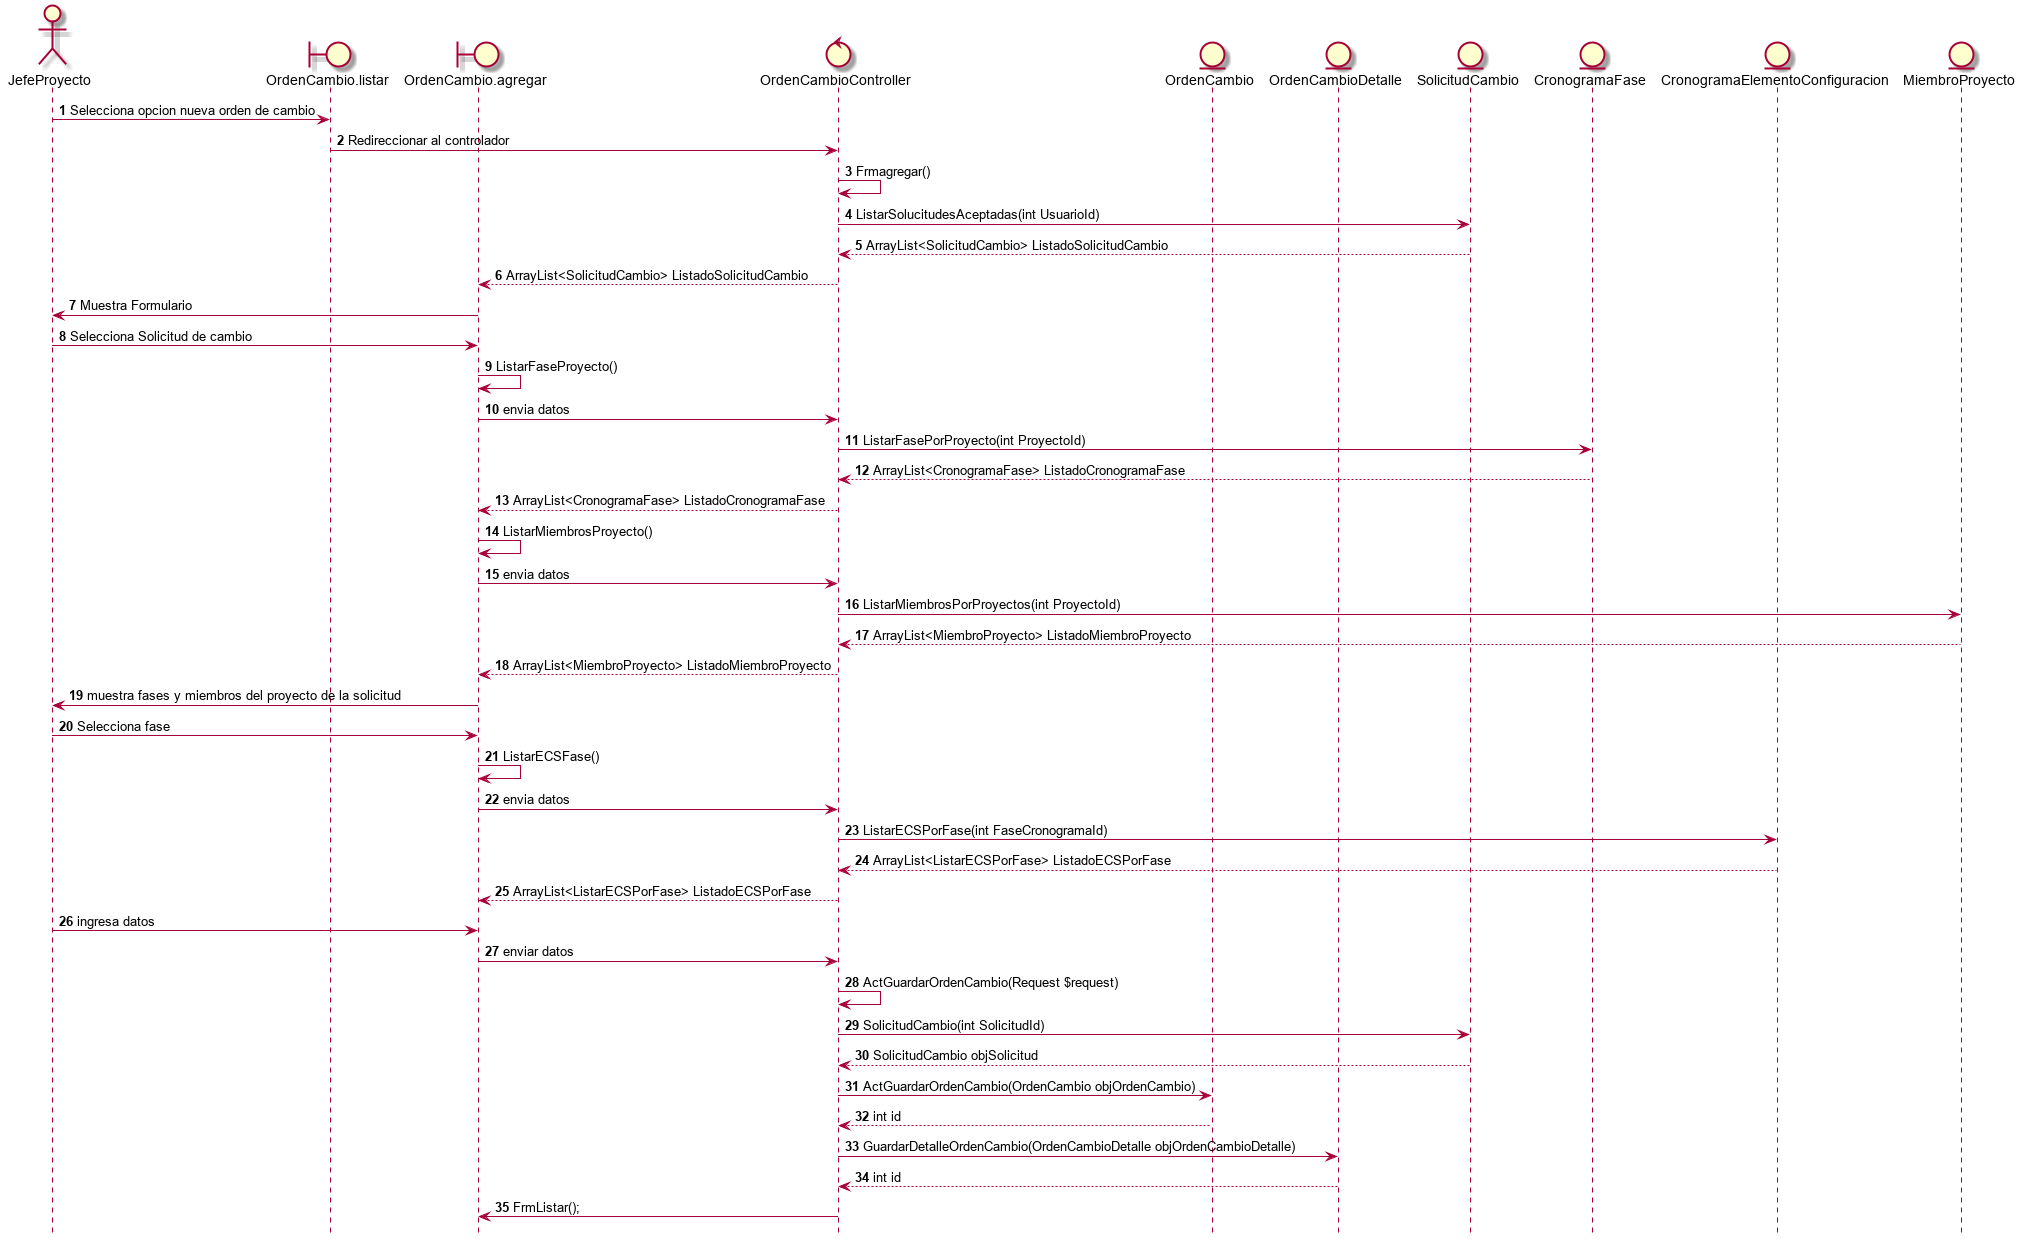 JefeProyecto
OrdenCambio.listar
OrdenCambio.agregar
OrdenCambioController
OrdenCambio
OrdenCambioDetalle
SolicitudCambio
CronogramaFase
CronogramaElementoConfiguracion
MiembroProyecto
1 Selecciona opcion nueva orden de cambio
2 Redireccionar al controlador
3 Frmagregar()
4 ListarSolucitudesAceptadas(int UsuarioId)
5 ArrayList<SolicitudCambio> ListadoSolicitudCambio
6 ArrayList<SolicitudCambio> ListadoSolicitudCambio
7 Muestra Formulario
8 Selecciona Solicitud de cambio
9 ListarFaseProyecto()
10 envia datos
11 ListarFasePorProyecto(int ProyectoId)
12 ArrayList<CronogramaFase> ListadoCronogramaFase
13 ArrayList<CronogramaFase> ListadoCronogramaFase
14 ListarMiembrosProyecto()
15 envia datos
16 ListarMiembrosPorProyectos(int ProyectoId)
17 ArrayList<MiembroProyecto> ListadoMiembroProyecto
18 ArrayList<MiembroProyecto> ListadoMiembroProyecto
19 muestra fases y miembros del proyecto de la solicitud
20 Selecciona fase
21 ListarECSFase()
22 envia datos
23 ListarECSPorFase(int FaseCronogramaId)
24 ArrayList<ListarECSPorFase> ListadoECSPorFase
25 ArrayList<ListarECSPorFase> ListadoECSPorFase
26 ingresa datos
27 enviar datos
28 ActGuardarOrdenCambio(Request $request)
29 SolicitudCambio(int SolicitudId)
30 SolicitudCambio objSolicitud
31 ActGuardarOrdenCambio(OrdenCambio objOrdenCambio)
32 int id
33 GuardarDetalleOrdenCambio(OrdenCambioDetalle objOrdenCambioDetalle)
34 int id
35 FrmListar();